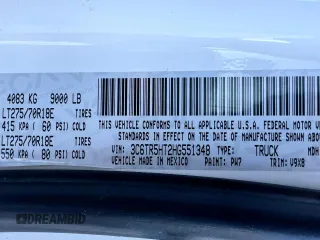 4083 KG 9000 LB
LT275/70R18E TIRES
415 KPA ( 60 PSI) COLD
LT275/70R18E TIRES
550 KPA ( 80 PSI) COLD
THIS VEHICLE CONFORMS TO ALL APPLICABLE U.S.A. FEDERAL MOTOR VEHICLE
STANDARDS IN EFFECT ON THE DATE OF MANUFACTURE
VIN: 3C6TR5HT2HG551348 TYPE: TRUCK MDH
VEHICLE MADE IN MEXICO PAINT: PW7 TRIM: V9X8
DREAMBID